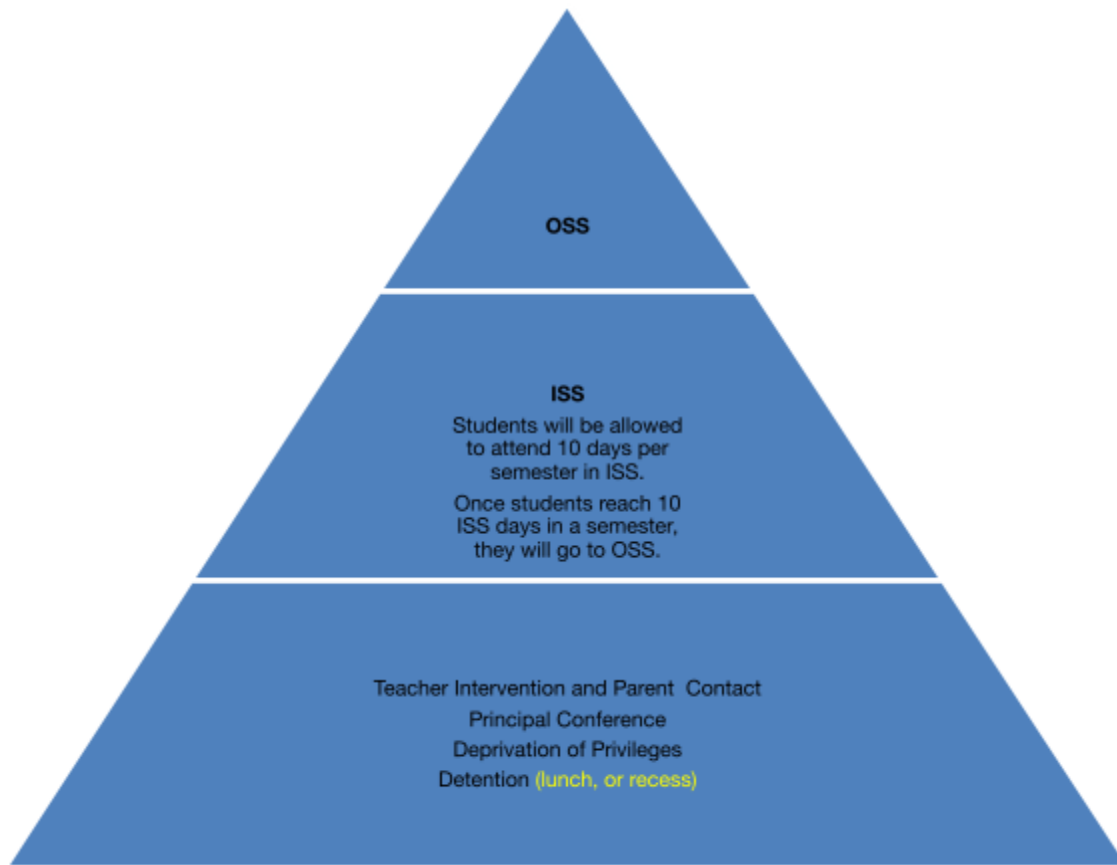 OSS
ISS
Students will be allowed
to attend 10 days per
semester in ISS.
Once students reach 10
ISS days in a semester,
they will go to OSS.
Teacher Intervention and Parent  Contact
Principal Conference
Deprivation of Privileges
Detention (lunch, or recess)